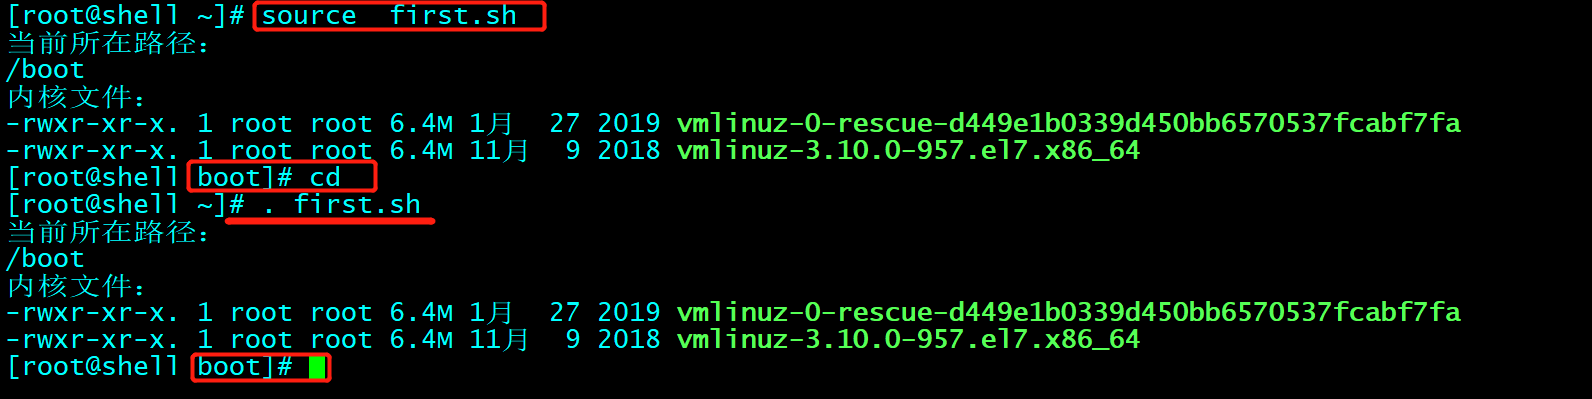 [root@shell ~]# source  first.sh
当前所在路径：
/boot
内核文件：
-rwxr-xr-x. 1 root root 6.4M 1月  27 2019 vmlinuz-0-rescue-d449e1b0339d450bb6570537fcabf7fa
-rwxr-xr-x. 1 root root 6.4M 11月  9 2018 vmlinuz-3.10.0-957.el7.x86_64
[root@shell boot]# cd
[root@shell ~]# . first.sh
当前所在路径：
/boot
内核文件：
-rwxr-xr-x. 1 root root 6.4M 1月  27 2019 vmlinuz-0-rescue-d449e1b0339d450bb6570537fcabf7fa
-rwxr-xr-x. 1 root root 6.4M 11月  9 2018 vmlinuz-3.10.0-957.el7.x86_64
[root@shell boot]#